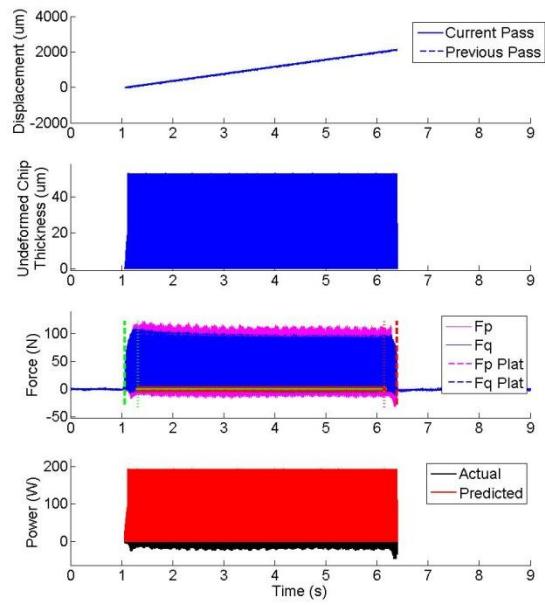 Displacement (um)
4000
2000
0
-2000
0 1 2 3 4 5 6 7 8 9
Current Pass
Previous Pass
Undeformed Chip
Thickness (um)
40
20
0
0 1 2 3 4 5 6 7 8 9
Force (N)
100
50
0
-50
0 1 2 3 4 5 6 7 8 9
Fp
Fq
Fp Plat
Fq Plat
Power (W)
200
100
0
0 1 2 3 4 5 6 7 8 9
Actual
Predicted
Time (s)